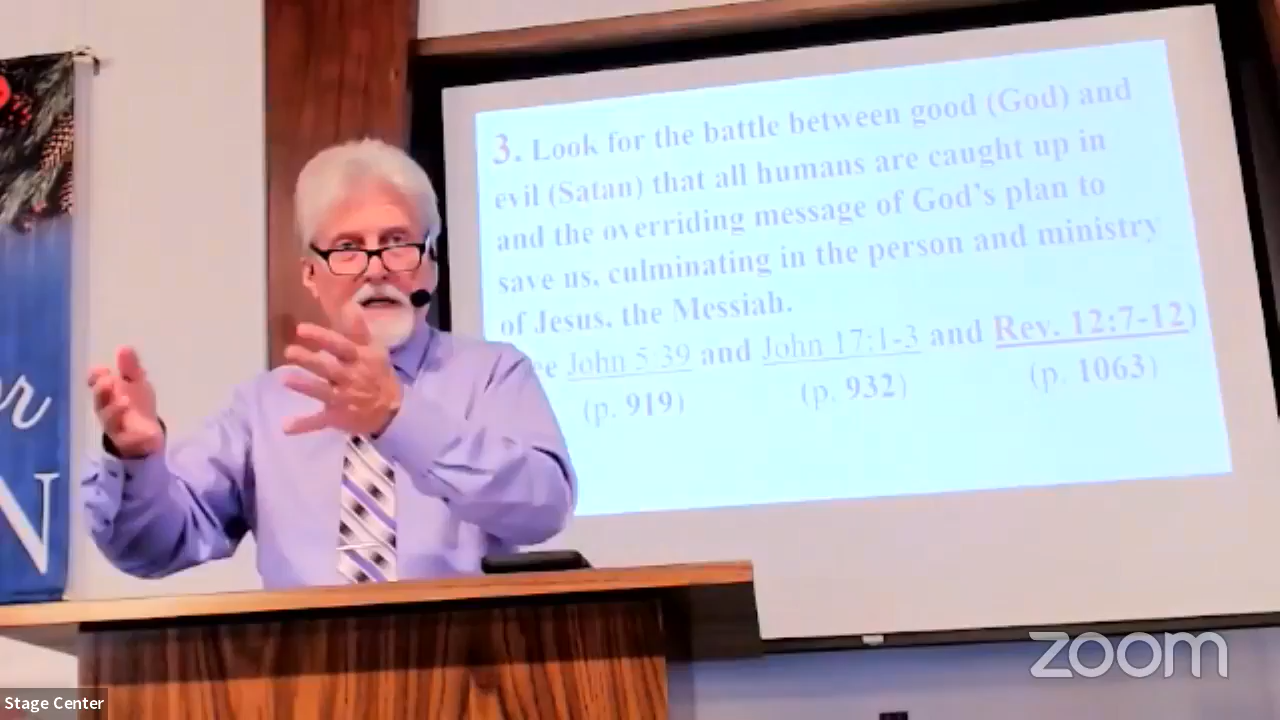 3. Look for the battle between good (God) and
evil (Satan) that all humans are caught up in
and the overriding message of God's plan to
save us, culminating in the person and ministry
of Jesus, the Messiah.
John 5:39 and John 17:1-3 and Rev. 12:7-12)
(p. 919) (p. 932) (p. 1063)
or
N
zoom
Stage Center